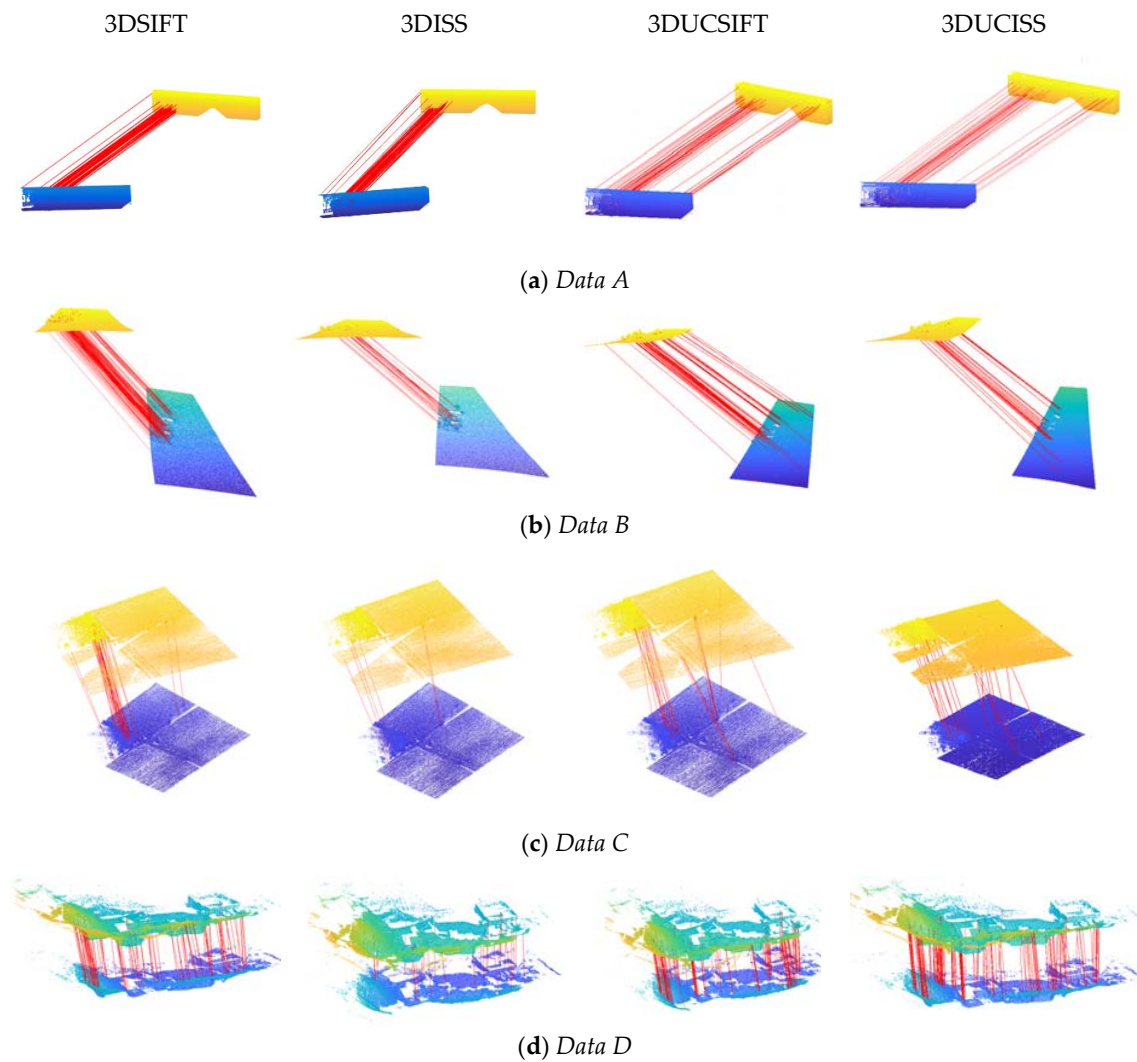 3DSIFT 3DISS 3DUCSIFT 3DUCISS
(a) Data A
(b) Data B
(c) Data C
(d) Data D